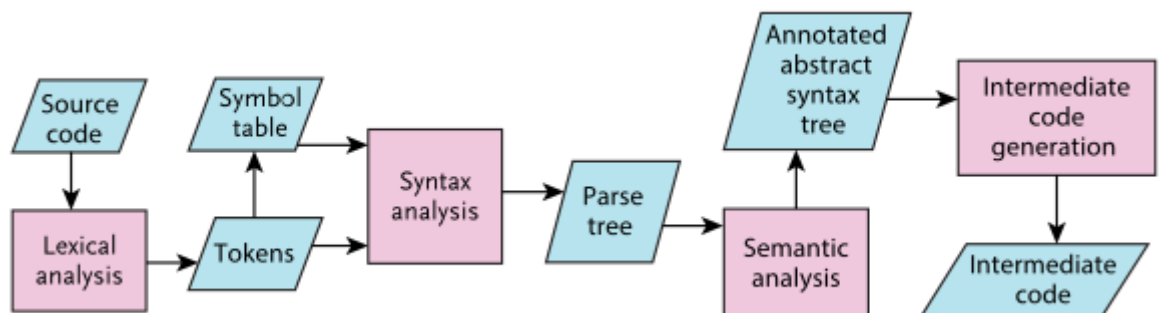 Source
code
Lexical
analysis
Symbol
table
Tokens
Syntax
analysis
Parse
tree
Semantic
analysis
Annotated
abstract
syntax
tree
Intermediate
code
generation
Intermediate
code